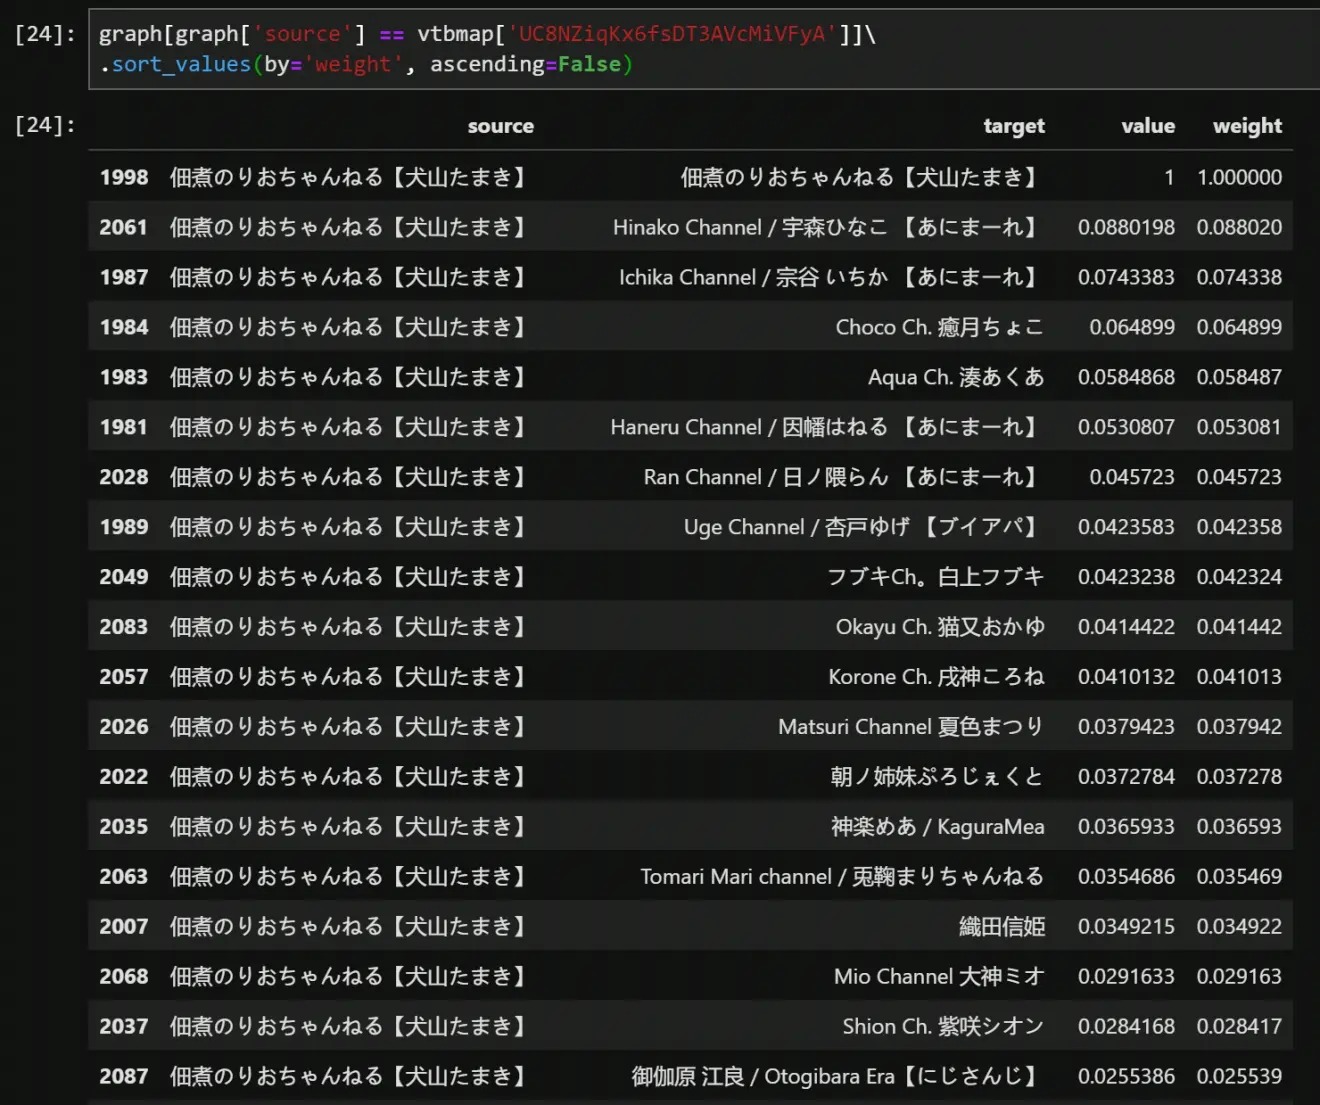 [24]: graph[graph['source'] == vtbmap['UC8NZiqKx6fsDT3AVcMiVFyA']]\
.sort_values(by='weight', ascending=False)
[24]: source target value weight
1998 佃煮のりおちゃんねる【犬山たまき】 佃煮のりおちゃんねる【犬山たまき】 1 1.000000
2061 佃煮のりおちゃんねる【犬山たまき】 Hinako Channel / 宇森ひなこ 【あにまーれ】 0.0880198 0.088020
1987 佃煮のりおちゃんねる【犬山たまき】 Ichika Channel / 宗谷 いちか 【あにまーれ】 0.0743383 0.074338
1984 佃煮のりおちゃんねる【犬山たまき】 Choco Ch. 癒月ちょこ 0.064899 0.064899
1983 佃煮のりおちゃんねる【犬山たまき】 Aqua Ch. 湊あくあ 0.0584868 0.058487
1981 佃煮のりおちゃんねる【犬山たまき】 Haneru Channel / 因幡はねる 【あにまーれ】 0.0530807 0.053081
2028 佃煮のりおちゃんねる【犬山たまき】 Ran Channel / 日ノ隈らん 【あにまーれ】 0.045723 0.045723
1989 佃煮のりおちゃんねる【犬山たまき】 Uge Channel / 杏戸ゆげ 【ブイアパ】 0.0423583 0.042358
2049 佃煮のりおちゃんねる【犬山たまき】 フブキCh。白上フブキ 0.0423238 0.042324
2083 佃煮のりおちゃんねる【犬山たまき】 Okayu Ch. 猫又おかゆ 0.0414422 0.041442
2057 佃煮のりおちゃんねる【犬山たまき】 Korone Ch. 戌神ころね 0.0410132 0.041013
2026 佃煮のりおちゃんねる【犬山たまき】 Matsuri Channel 夏色まつり 0.0379423 0.037942
2022 佃煮のりおちゃんねる【犬山たまき】 朝ノ姉妹ぷろじぇくと 0.0372784 0.037278
2035 佃煮のりおちゃんねる【犬山たまき】 神楽めあ / KaguraMea 0.0365933 0.036593
2063 佃煮のりおちゃんねる【犬山たまき】 Tomari Mari channel / 兎鞠まりちゃんねる 0.0354686 0.035469
2007 佃煮のりおちゃんねる【犬山たまき】 織田信姫 0.0349215 0.034922
2068 佃煮のりおちゃんねる【犬山たまき】 Mio Channel 大神ミオ 0.0291633 0.029163
2037 佃煮のりおちゃんねる【犬山たまき】 Shion Ch. 紫咲シオン 0.0284168 0.028417
2087 佃煮のりおちゃんねる【犬山たまき】 御伽原 江良 / Otogibara Era【にじさんじ】 0.0255386 0.025539